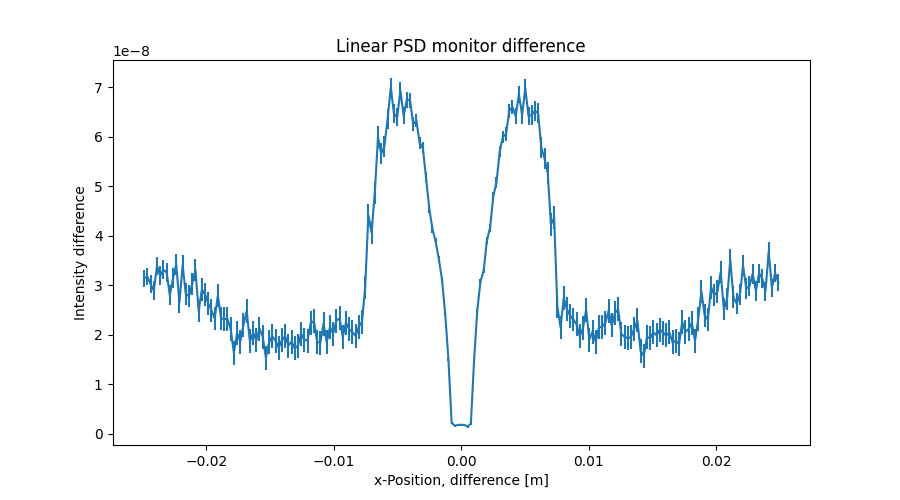 Linear PSD monitor difference
1e−8
7
6
5
4
3
2
1
0
Intensity difference
−0.02 −0.01 0.00 0.01 0.02
x-Position, difference [m]